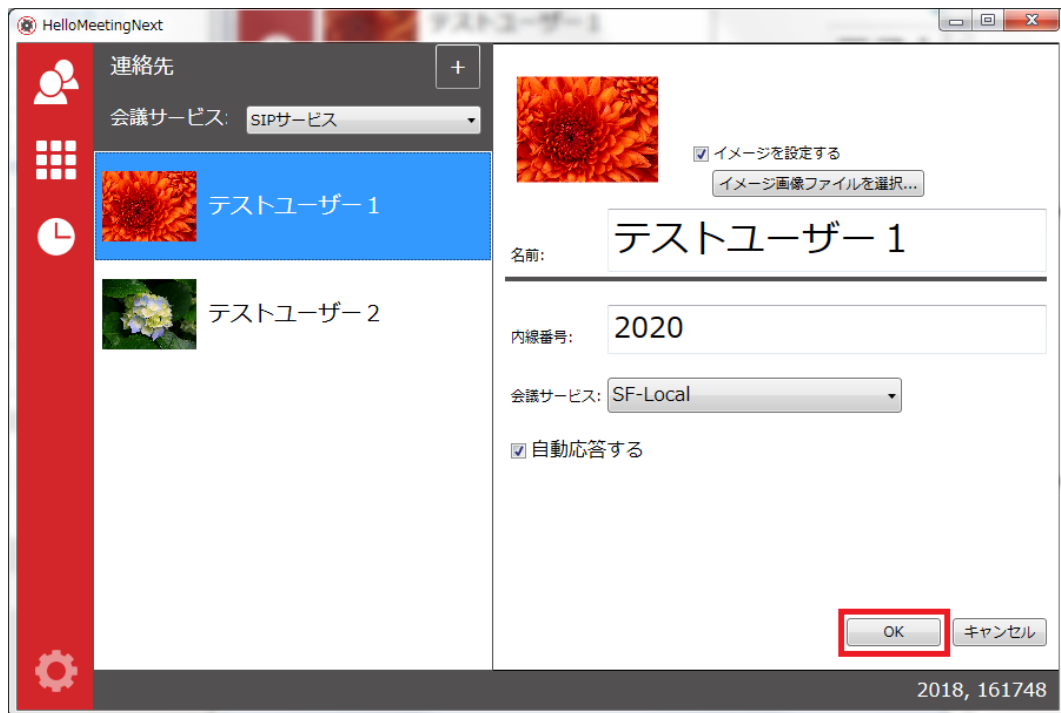 HelloMeetingNext
連絡先
+
会議サービス:
SIPサービス
テストユーザー１
テストユーザー２
イメージを設定する
イメージ画像ファイルを選択...
名前:
テストユーザー１
内線番号:
2020
会議サービス:
SF-Local
自動応答する
OK
キャンセル
2018, 161748